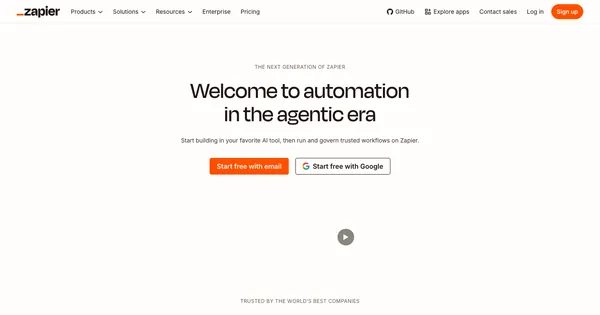 zapier
Products
Solutions
Resources
Enterprise
Pricing
GitHub
Explore apps
Contact sales
Log in
Sign up
THE NEXT GENERATION OF ZAPIER
Welcome to automation
in the agentic era
Start building in your favorite AI tool, then run and govern trusted workflows on Zapier.
Start free with email
Start free with Google
TRUSTED BY THE WORLD'S BEST COMPANIES